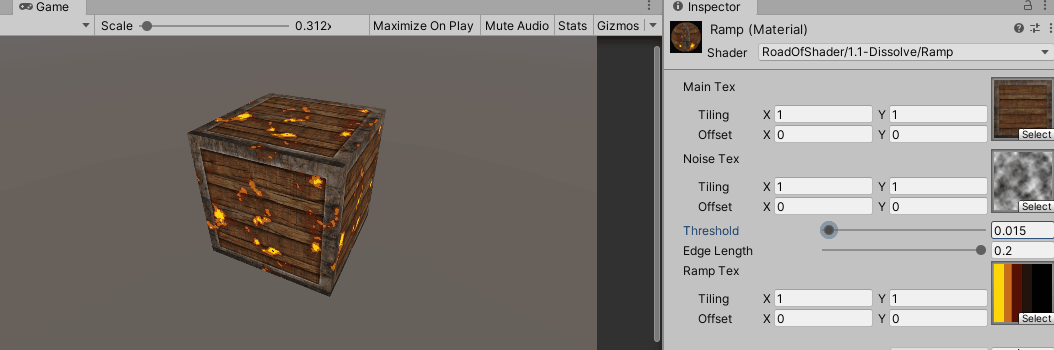 Game
Inspector
Scale 0.312› Maximize On Play Mute Audio Stats Gizmos
Ramp (Material)
Shader RoadOfShader/1.1-Dissolve/Ramp
Main Tex
Tiling X 1 Y 1
Offset X 0 Y 0
Select
Noise Tex
Tiling X 1 Y 1
Offset X 0 Y 0
Select
Threshold 0.015
Edge Length 0.2
Ramp Tex
Tiling X 1 Y 1
Offset X 0 Y 0
Select